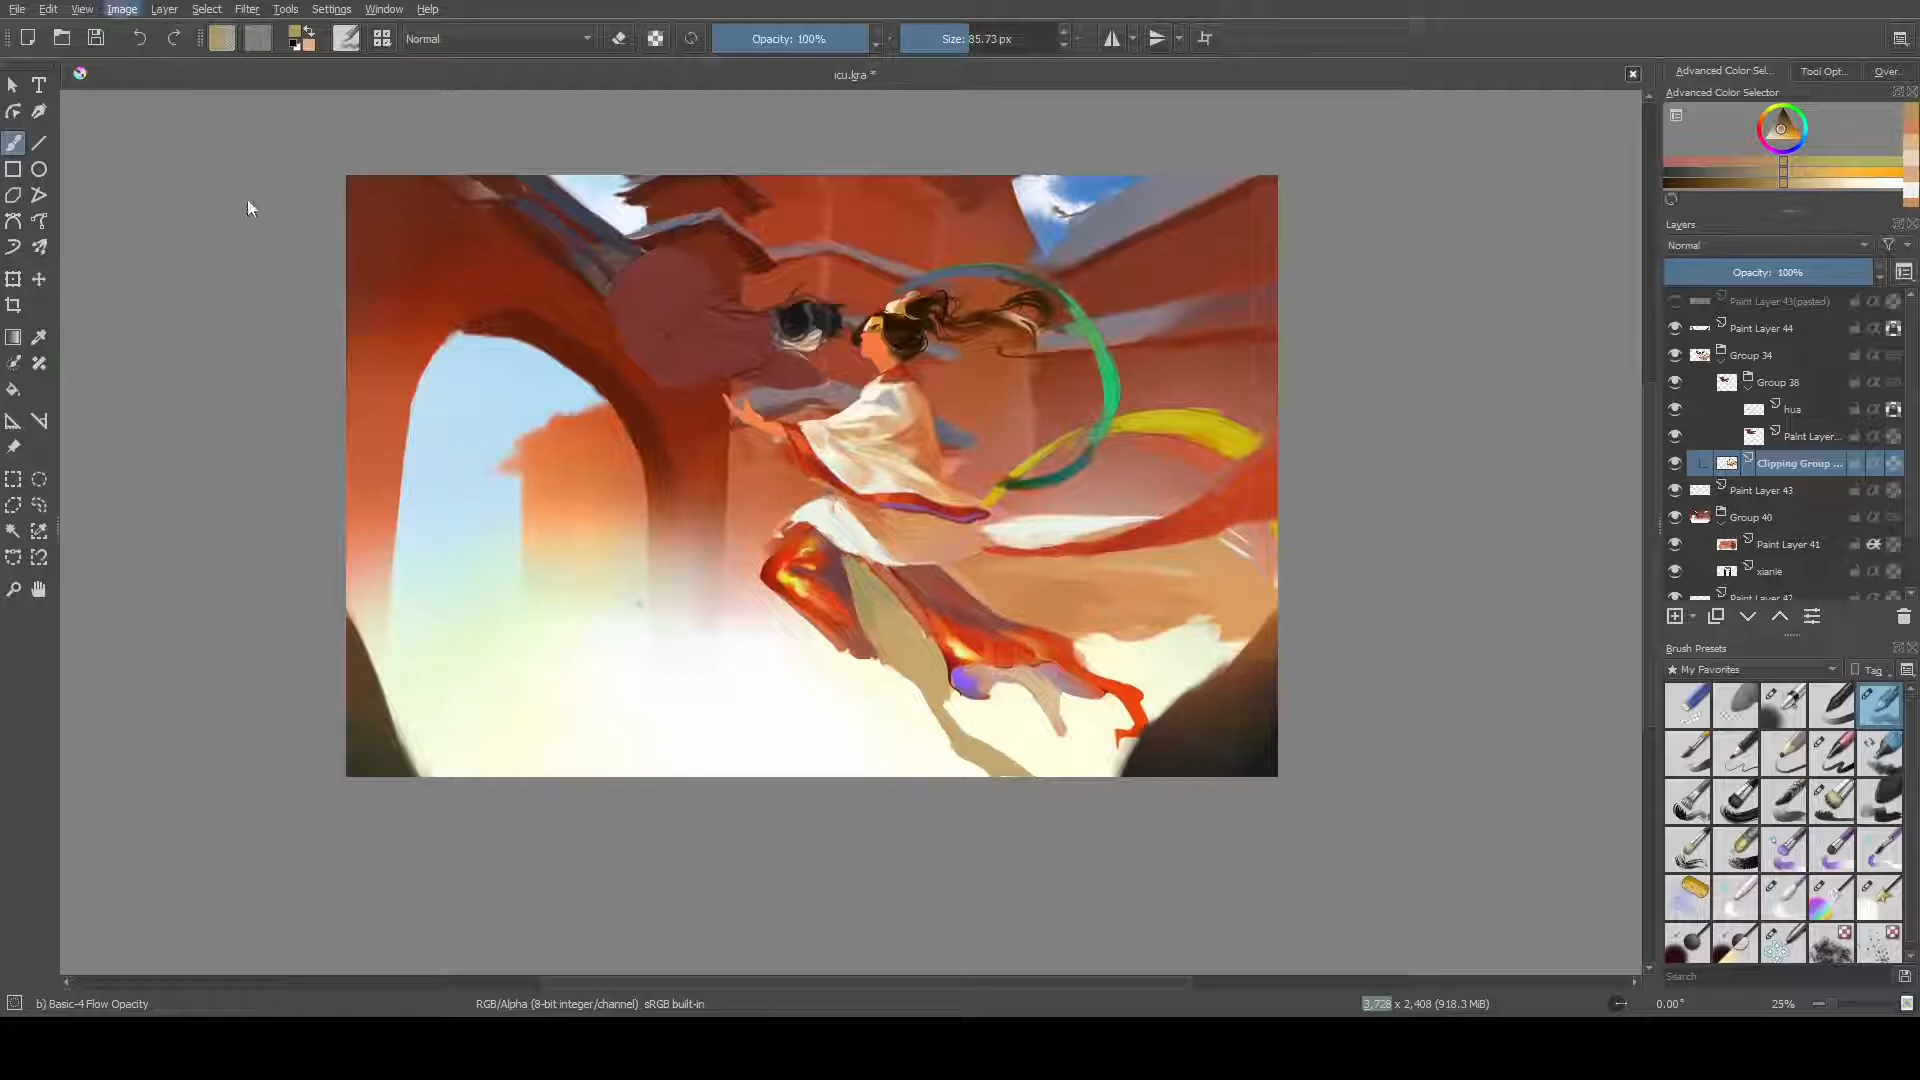 File Edit View Image Layer Select Filter Tools Settings Window Help
Normal
Opacity: 100%
Size: 85.73 px
icu.kra *
Advanced Color Sel...
Tool Opt...
Over...
Advanced Color Selector
Layers
Normal
Opacity: 100%
Paint Layer 43(pasted)
Paint Layer 44
Group 34
Group 38
hua
Paint Layer...
Clipping Group ...
Paint Layer 43
Group 40
Paint Layer 41
xianle
Paint Layer 42
Brush Presets
My Favorites
Tag
Search
b) Basic-4 Flow Opacity
RGB/Alpha (8-bit integer/channel) sRGB built-in
3,728 x 2,408 (918.3 MiB)
0.00°
25%